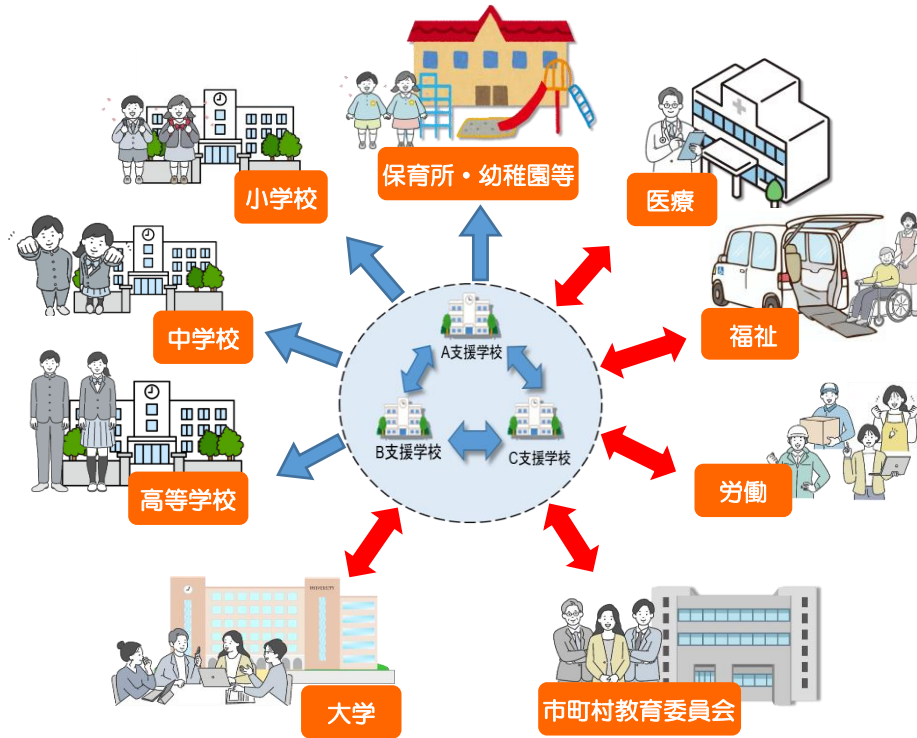 保育所・幼稚園等
小学校
医療
中学校
福祉
A支援学校
B支援学校
C支援学校
高等学校
労働
UNIVERSITY
大学
市町村教育委員会